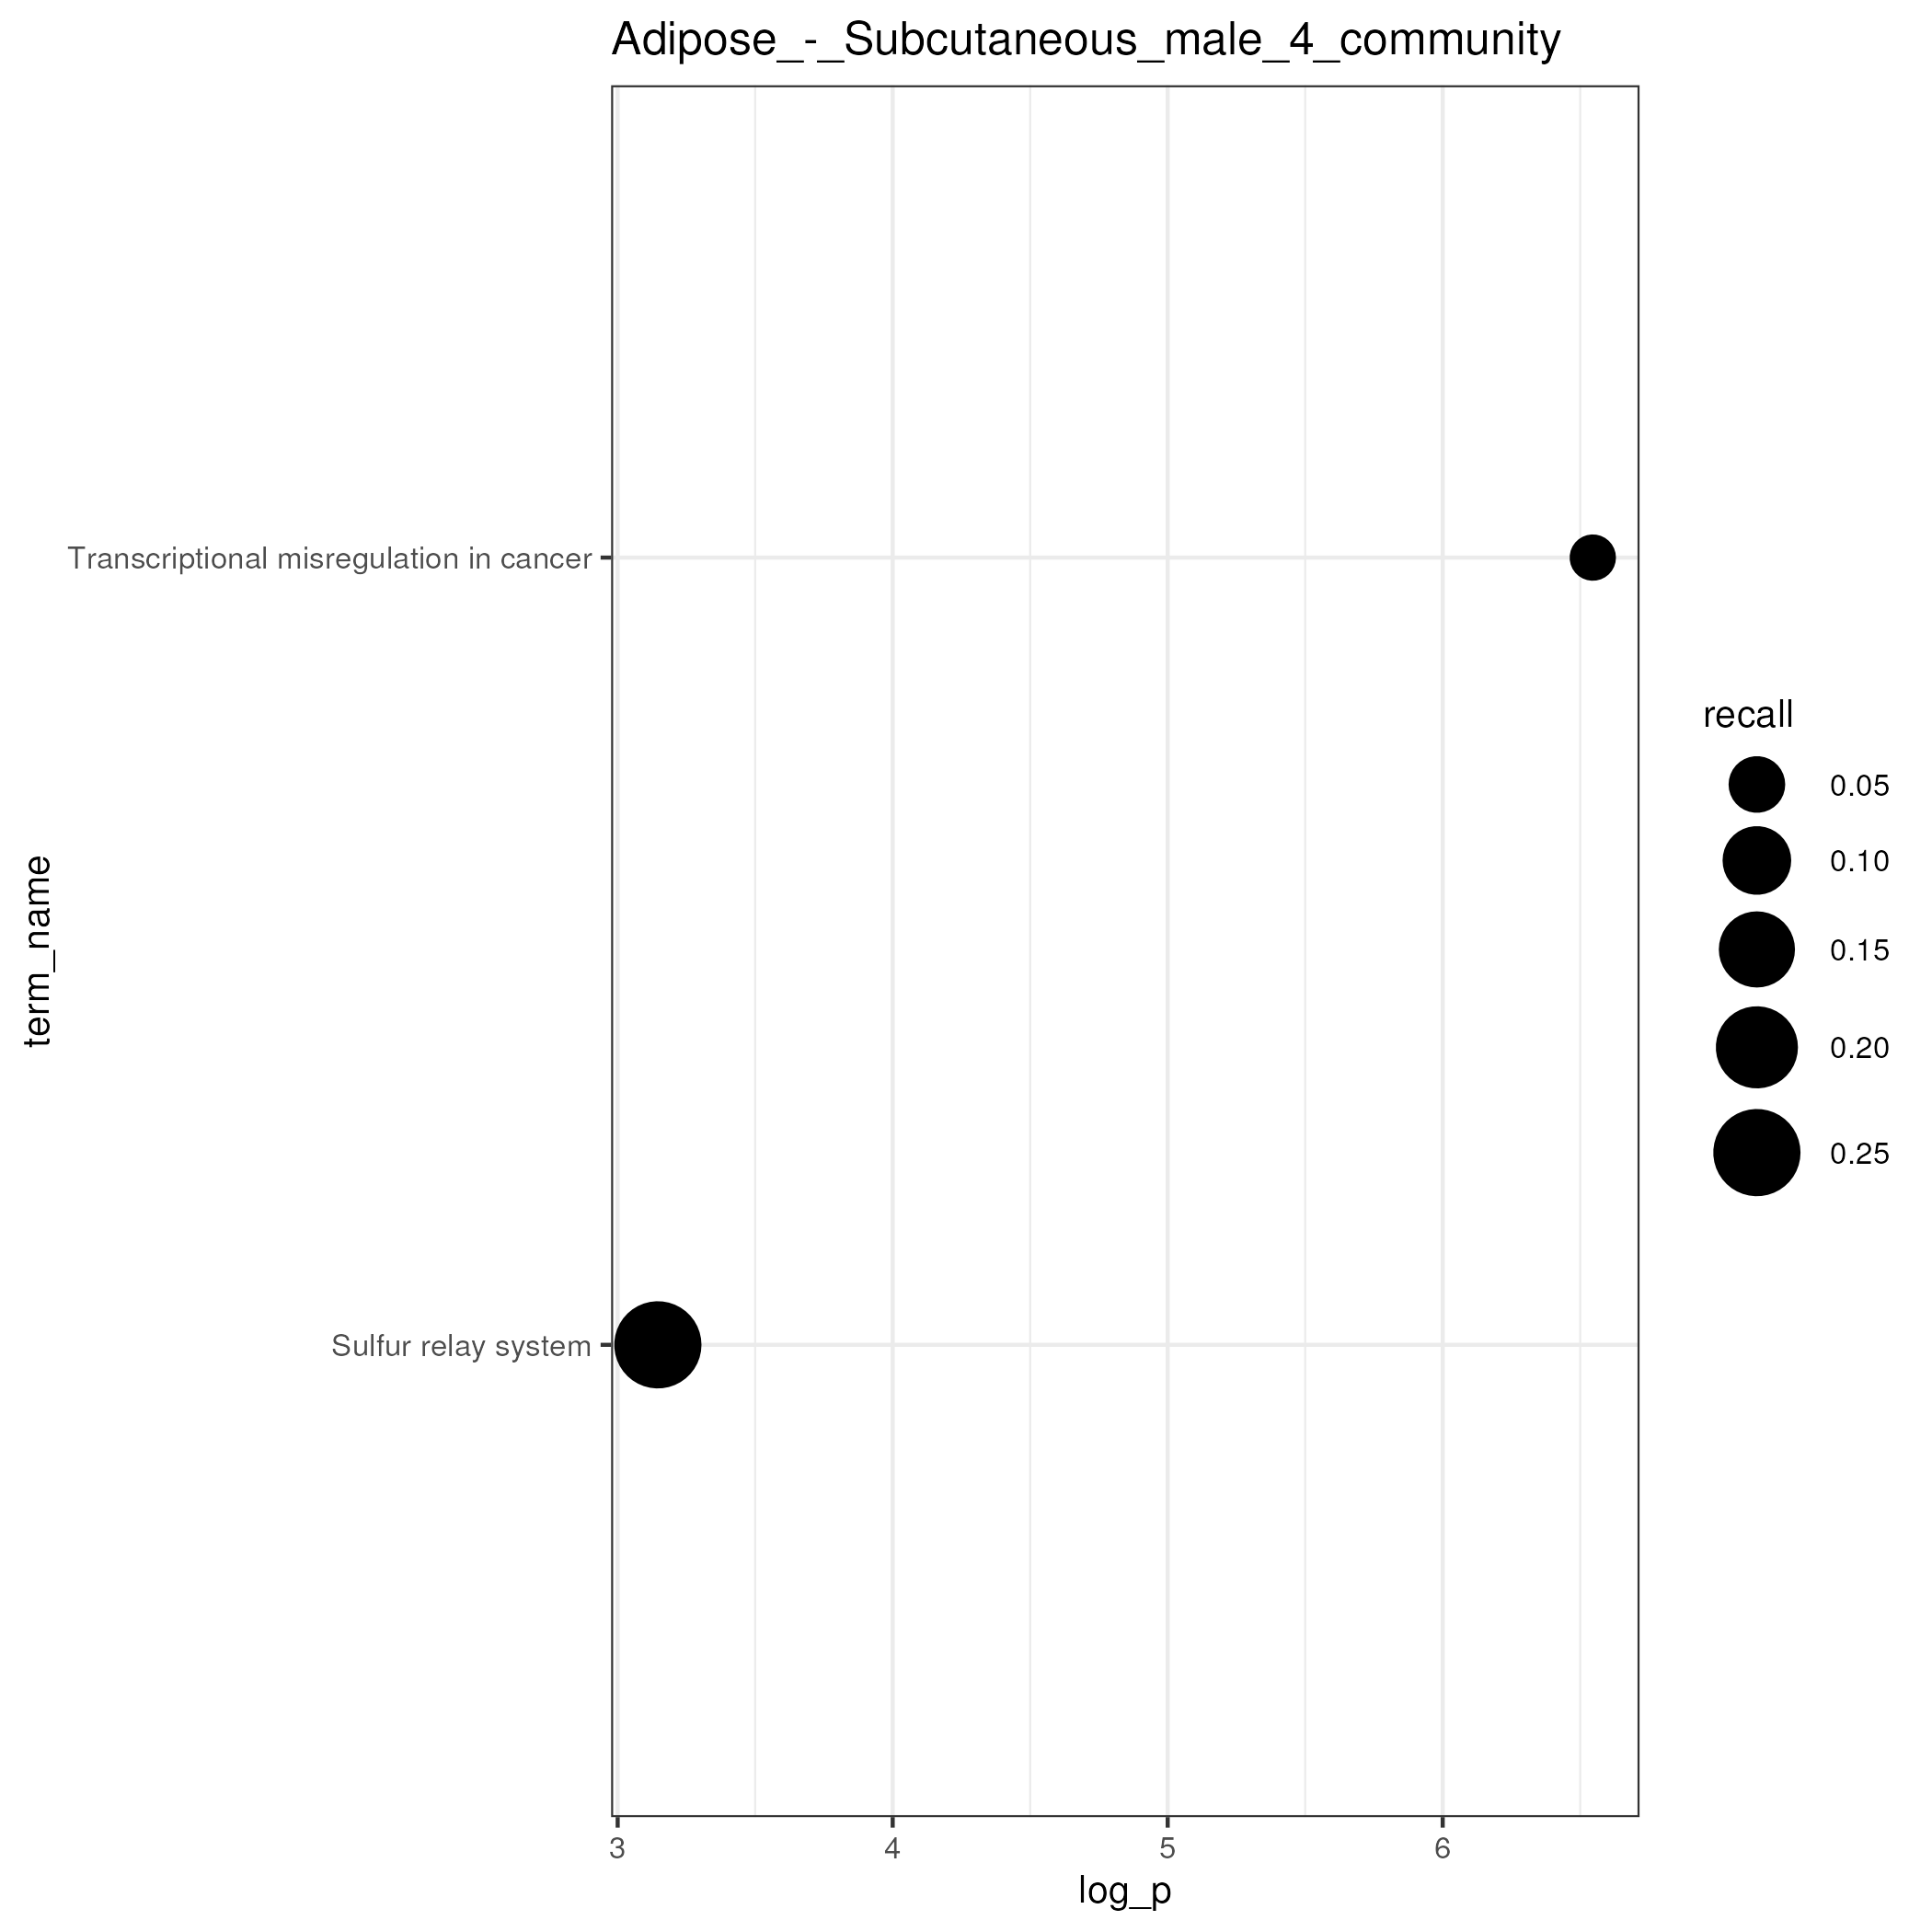 Adipose_-_Subcutaneous_male_4_community
Transcriptional misregulation in cancer
Sulfur relay system
term_name
3 4 5 6
log_p
recall
0.05
0.10
0.15
0.20
0.25